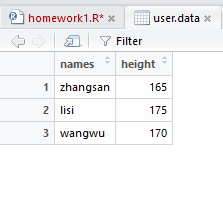 homework1.R* user.data
Filter
names height
1 zhangsan 165
2 lisi 175
3 wangwu 170